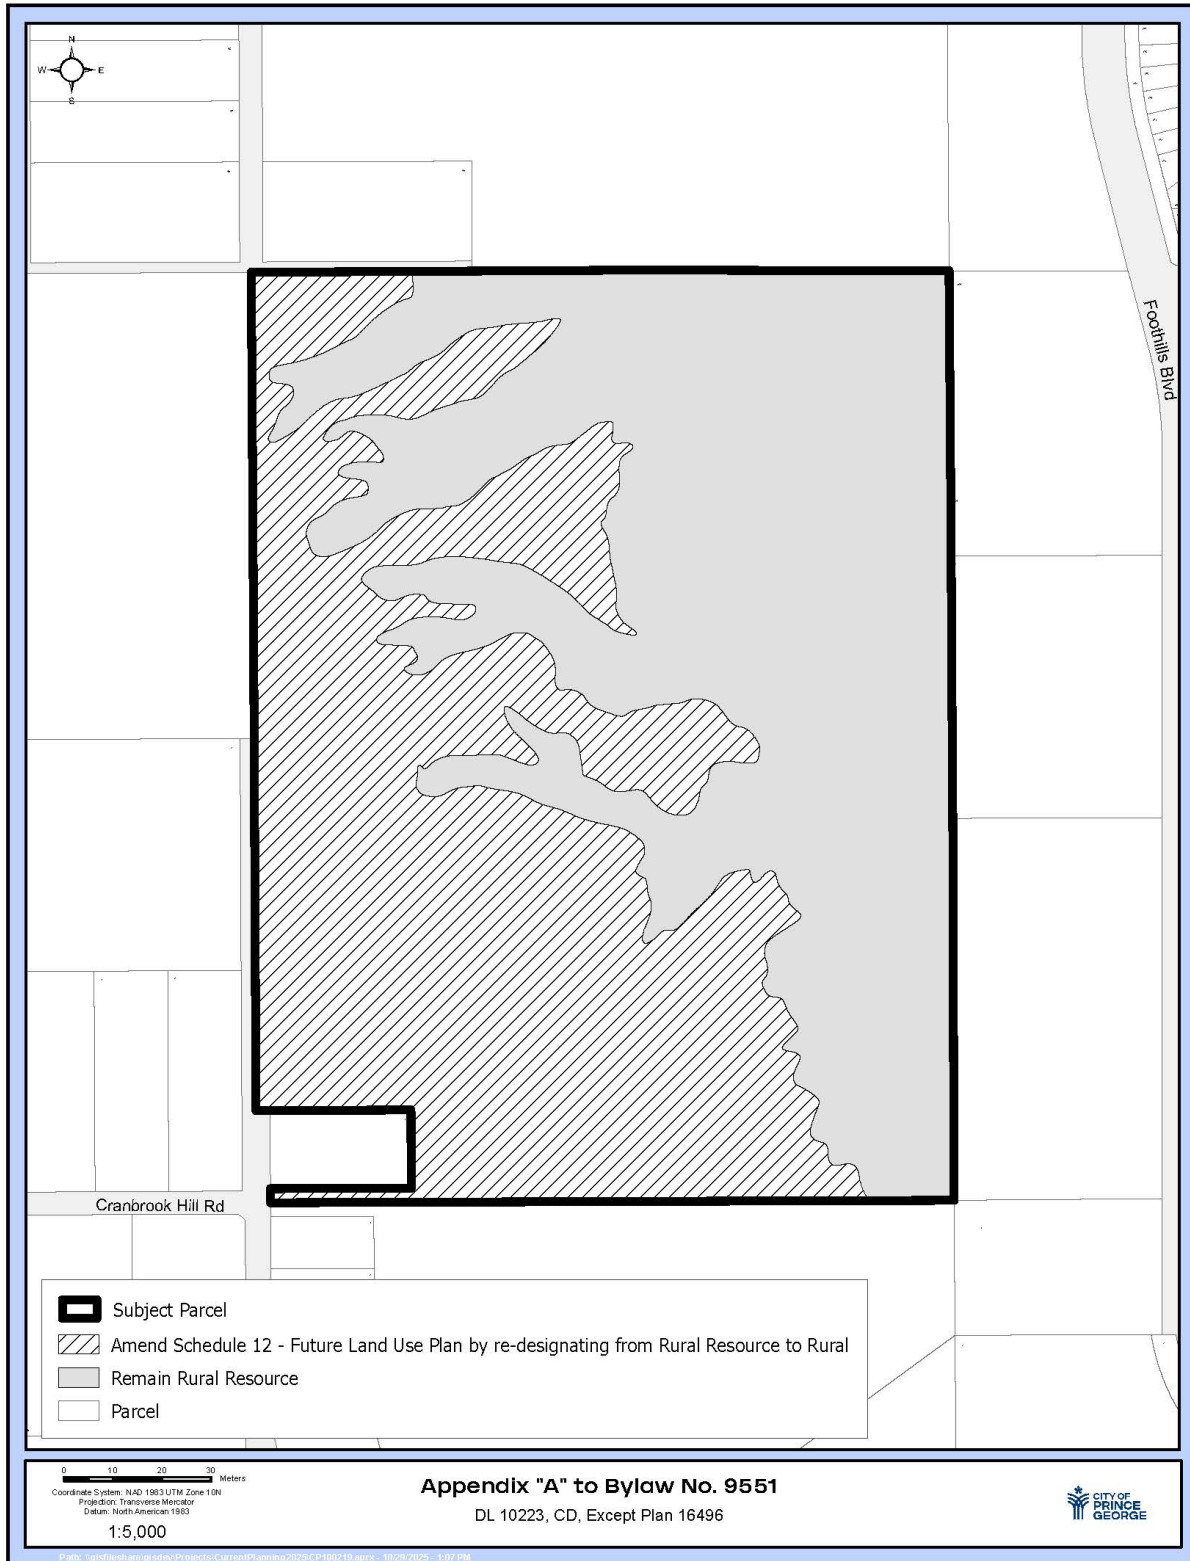 N
W
E
S
Foothills Blvd
Cranbrook Hill Rd
Subject Parcel
Amend Schedule 12 - Future Land Use Plan by re-designating from Rural Resource to Rural
Remain Rural Resource
Parcel
0 10 20 30
Meters
Coordinate System: NAD 1983 UTM Zone 10N
Projection: Transverse Mercator
Datum: North American 1983
1:5,000
Appendix "A" to Bylaw No. 9551
DL 10223, CD, Except Plan 16496
CITY OF
PRINCE
GEORGE